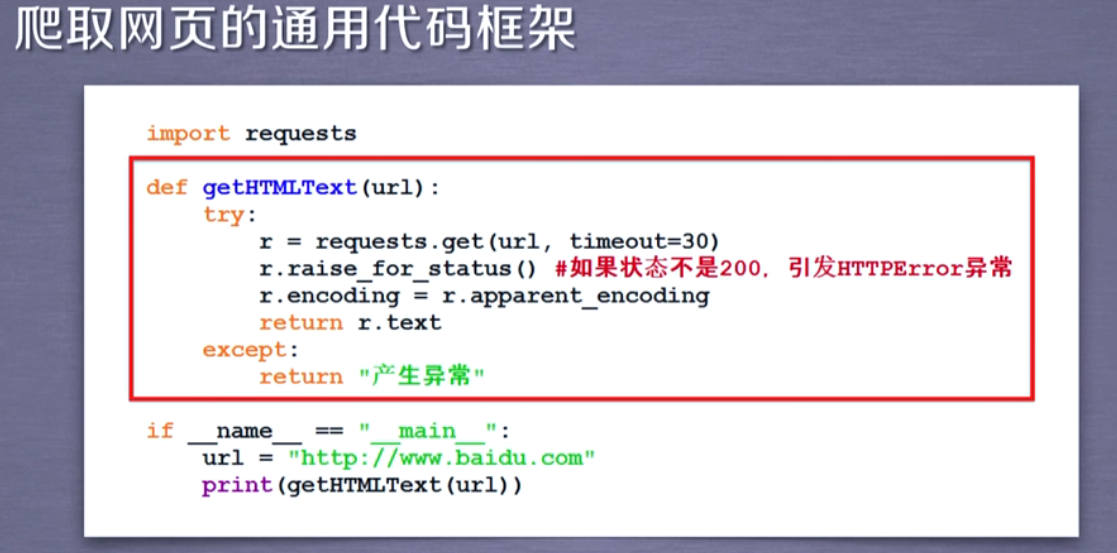 爬取网页的通用代码框架
import requests
def getHTMLText(url):
    try:
        r = requests.get(url, timeout=30)
        r.raise_for_status() #如果状态不是200，引发HTTPError异常
        r.encoding = r.apparent_encoding
        return r.text
    except:
        return "产生异常"
if __name__ == "__main__":
    url = "http://www.baidu.com"
    print(getHTMLText(url))